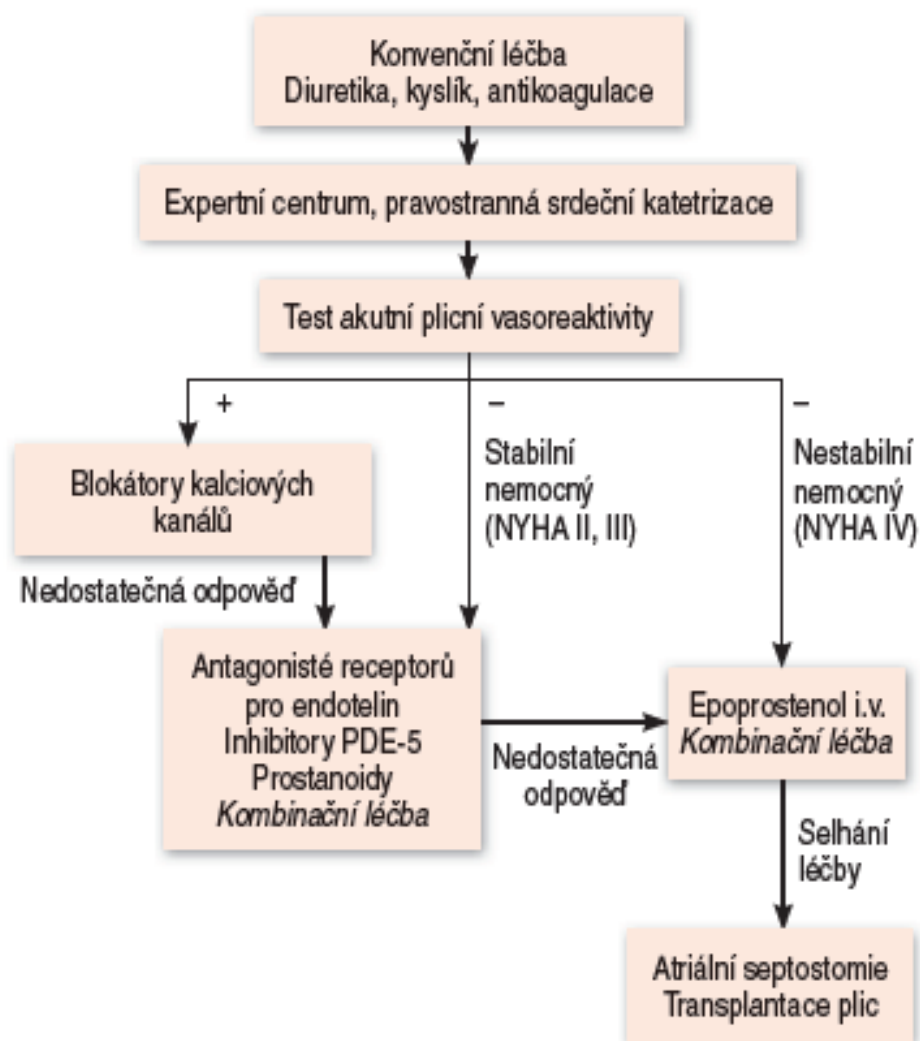 Konvenční léčba
Diuretika, kyslík, antikoagulace
Expertní centrum, pravostranná srdeční katetrizace
Test akutní plicní vasoreaktivity
+
–
–
Blokátory kalciových
kanálů
Stabilní
nemocný
(NYHA II, III)
Nestabilní
nemocný
(NYHA IV)
Nedostatečná odpověď
Antagonisté receptorů
pro endotelin
Inhibitory PDE-5
Prostanoidy
Kombinační léčba
Nedostatečná
odpověď
Epoprostenol i.v.
Kombinační léčba
Selhání
léčby
Atriální septostomie
Transplantace plic